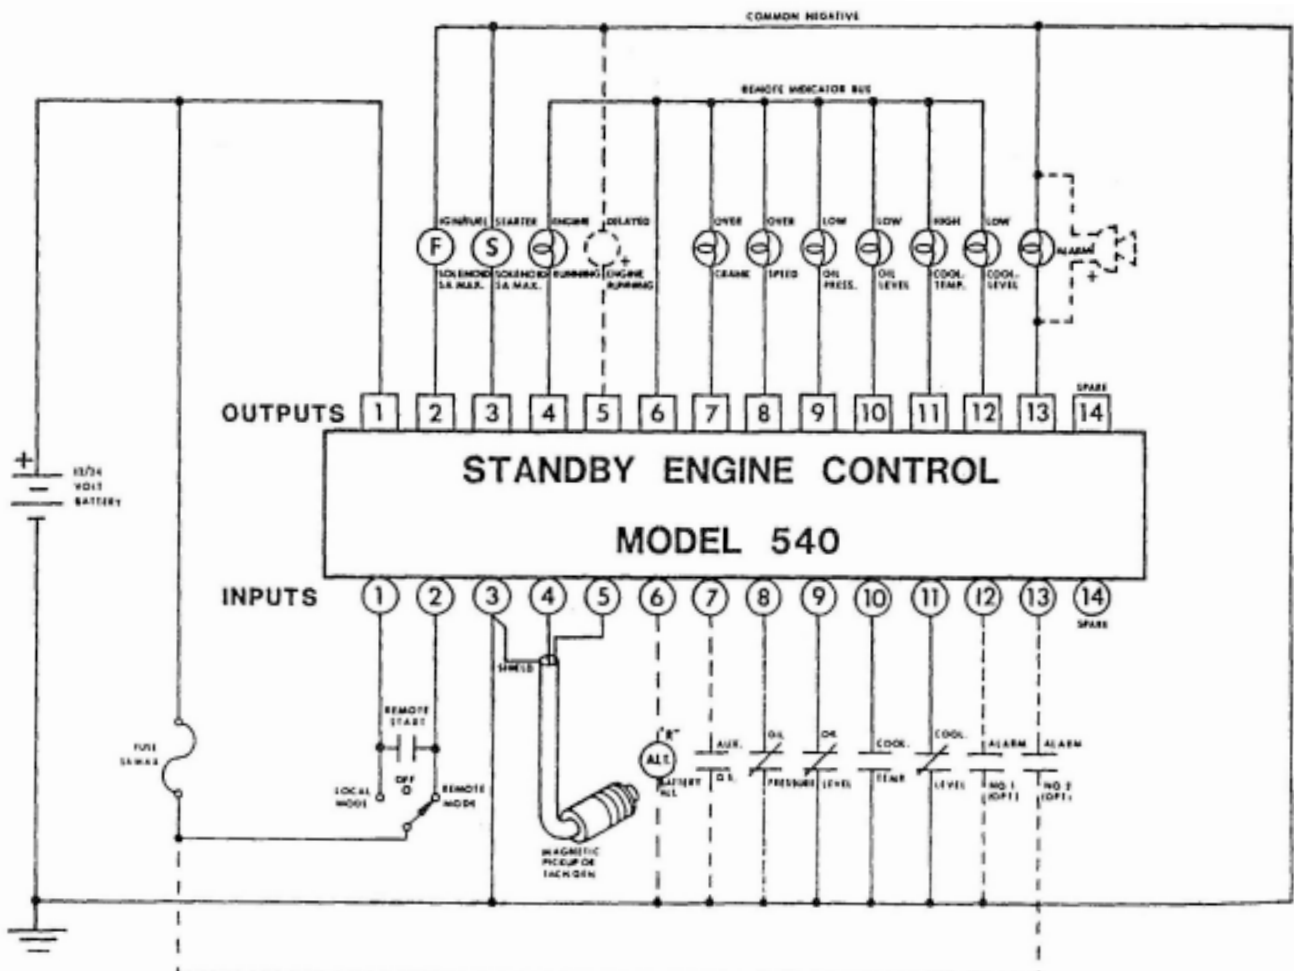 COMMON NEGATIVE
REMOTE INDICATOR BUS
IGN/FUEL STARTER ENGINE DELAYED OVER OVER LOW LOW HIGH LOW
F S + ALARM
SOLENOID SOLENOID RUNNING ENGINE CRANK SPEED OIL OIL COOL. COOL.
5A MAX. 5A MAX. RUNNING PRESS. LEVEL TEMP. LEVEL +
SPARE
OUTPUTS 1 2 3 4 5 6 7 8 9 10 11 12 13 14
+ 12/24
VOLT
BATTERY
STANDBY ENGINE CONTROL
MODEL 540
INPUTS 1 2 3 4 5 6 7 8 9 10 11 12 13 14
SPARE
SHIELD
REMOTE
START
"R"
FUSE
5A MAX
ALT.
BATTERY
AUX. OIL OIL COOL. COOL. ALARM ALARM
O.S. PRESSURE LEVEL TEMP LEVEL NO 1 NO 2
(OPT) (OPT)
OFF
LOCAL
MODE
REMOTE
MODE
MAGNETIC
PICKUP OR
TACH GEN